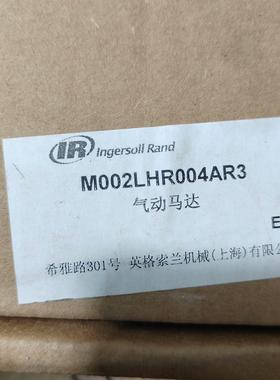 IR Ingersoll Rand
M002LHR004AR3
气动马达
E
希雅路301号 英格索兰机械(上海)有限公